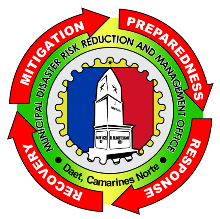 MITIGATION
PREPAREDNESS
RESPONSE
RECOVERY
MUNICIPAL DISASTER RISK REDUCTION AND MANAGEMENT OFFICE
• Daet, Camarines Norte •